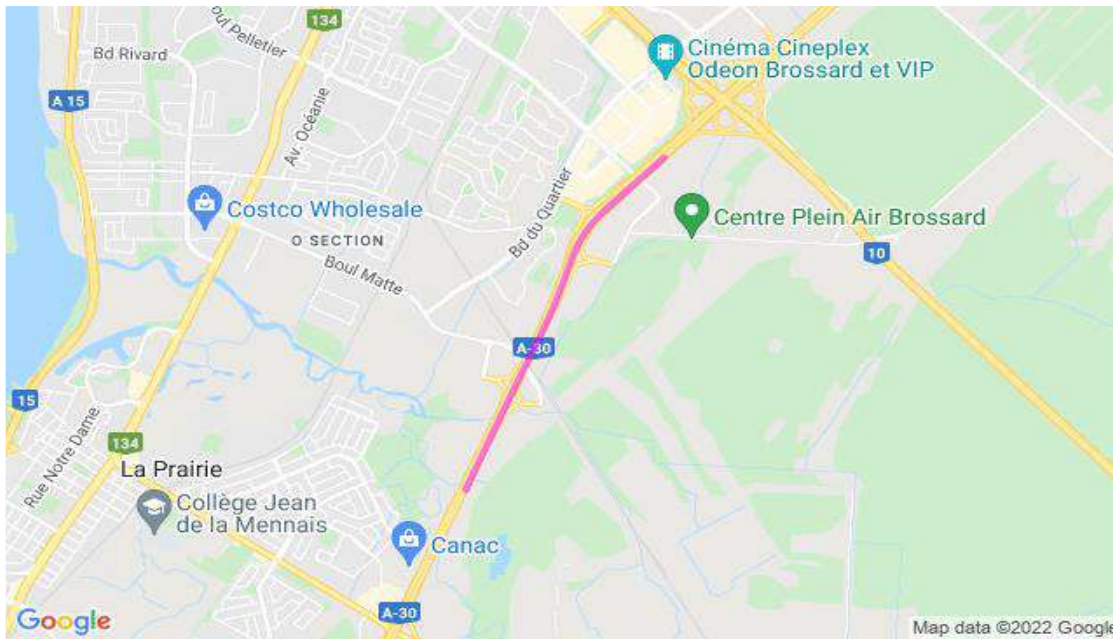 134
oul Pelletier
Bd Rivard
A 15
Av. Océanie
Cinéma Cineplex
Odeon Brossard et VIP
Costco Wholesale
O SECTION
Bd du Quartier
Boul Matte
Centre Plein Air Brossard
10
A-30
15
Rue Notre Dame
134
La Prairie
Collège Jean
de la Mennais
Canac
A-30
Google
Map data ©2022 Google